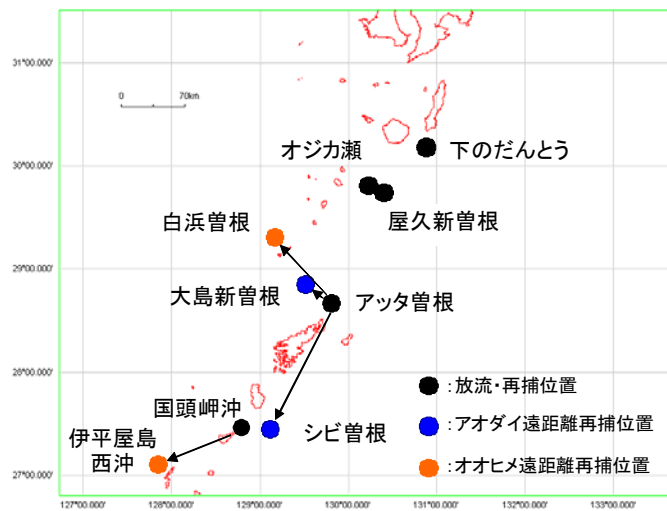 31°00.000'
0 70km
オジカ瀬
下のだんとう
30°00.000'
白浜曽根
屋久新曽根
29°00.000'
大島新曽根
アッタ曽根
28°00.000'
●:放流・再捕位置
国頭岬沖
シビ曽根
●:アオダイ遠距離再捕位置
伊平屋島
西沖
●:オオヒメ遠距離再捕位置
27°00.000'
127°00.000' 128°00.000' 129°00.000' 130°00.000' 131°00.000' 132°00.000' 133°00.000'